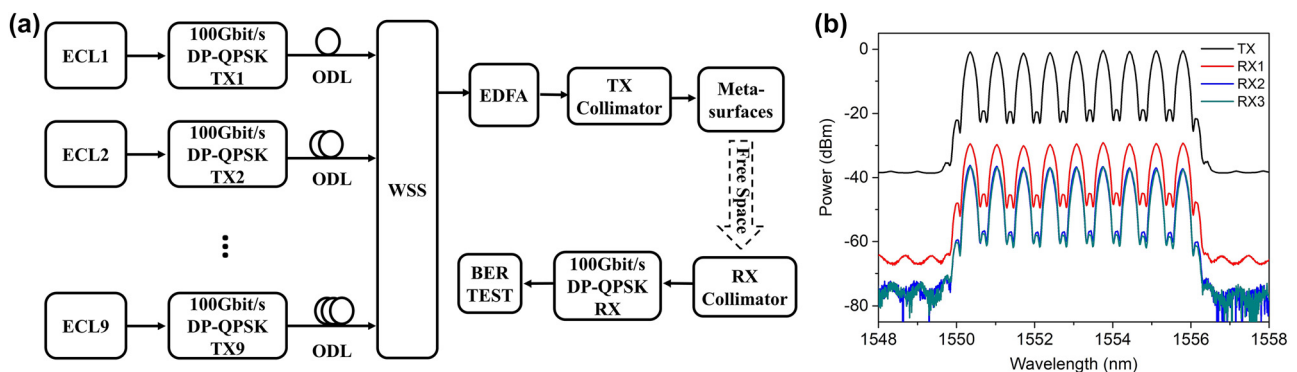 (a)
ECL1
100Gbit/s
DP-QPSK
TX1
ODL
ECL2
100Gbit/s
DP-QPSK
TX2
ODL
ECL9
100Gbit/s
DP-QPSK
TX9
ODL
WSS
EDFA
TX
Collimator
Meta-
surfaces
Free Space
RX
Collimator
100Gbit/s
DP-QPSK
RX
BER
TEST
(b)
TX
RX1
RX2
RX3
Power (dBm)
0
-20
-40
-60
-80
1548 1550 1552 1554 1556 1558
Wavelength (nm)